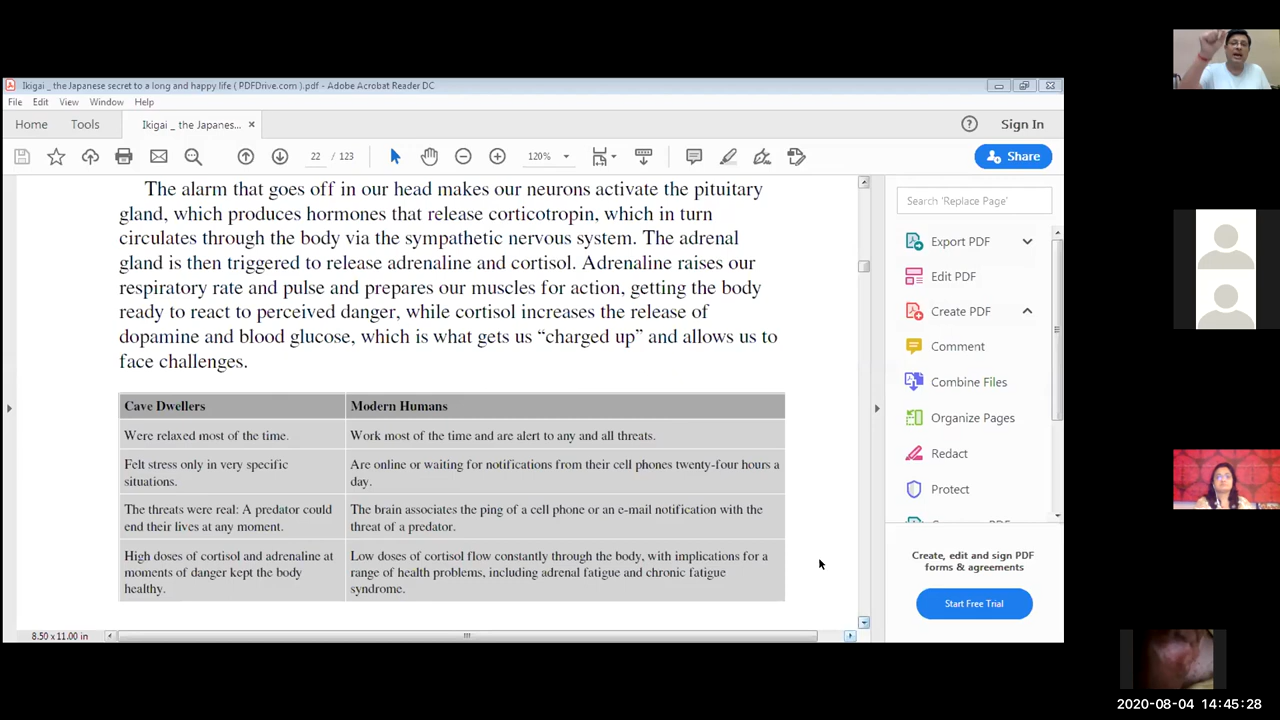 Ikigai _ the Japanese secret to a long and happy life ( PDFDrive.com ).pdf - Adobe Acrobat Reader DC
File Edit View Window Help
Home Tools Ikigai _ the Japanes... × Sign In
22 / 123 120% Share
The alarm that goes off in our head makes our neurons activate the pituitary
gland, which produces hormones that release corticotropin, which in turn
circulates through the body via the sympathetic nervous system. The adrenal
gland is then triggered to release adrenaline and cortisol. Adrenaline raises our
respiratory rate and pulse and prepares our muscles for action, getting the body
ready to react to perceived danger, while cortisol increases the release of
dopamine and blood glucose, which is what gets us “charged up” and allows us to
face challenges.
Cave Dwellers
Modern Humans
Were relaxed most of the time.
Work most of the time and are alert to any and all threats.
Felt stress only in very specific
situations.
Are online or waiting for notifications from their cell phones twenty-four hours a
day.
The threats were real: A predator could
end their lives at any moment.
The brain associates the ping of a cell phone or an e-mail notification with the
threat of a predator.
High doses of cortisol and adrenaline at
moments of danger kept the body
healthy.
Low doses of cortisol flow constantly through the body, with implications for a
range of health problems, including adrenal fatigue and chronic fatigue
syndrome.
8.50 x 11.00 in
Search 'Replace Page'
Export PDF
Edit PDF
Create PDF
Comment
Combine Files
Organize Pages
Redact
Protect
Create, edit and sign PDF
forms & agreements
Start Free Trial
2020-08-04 14:45:28